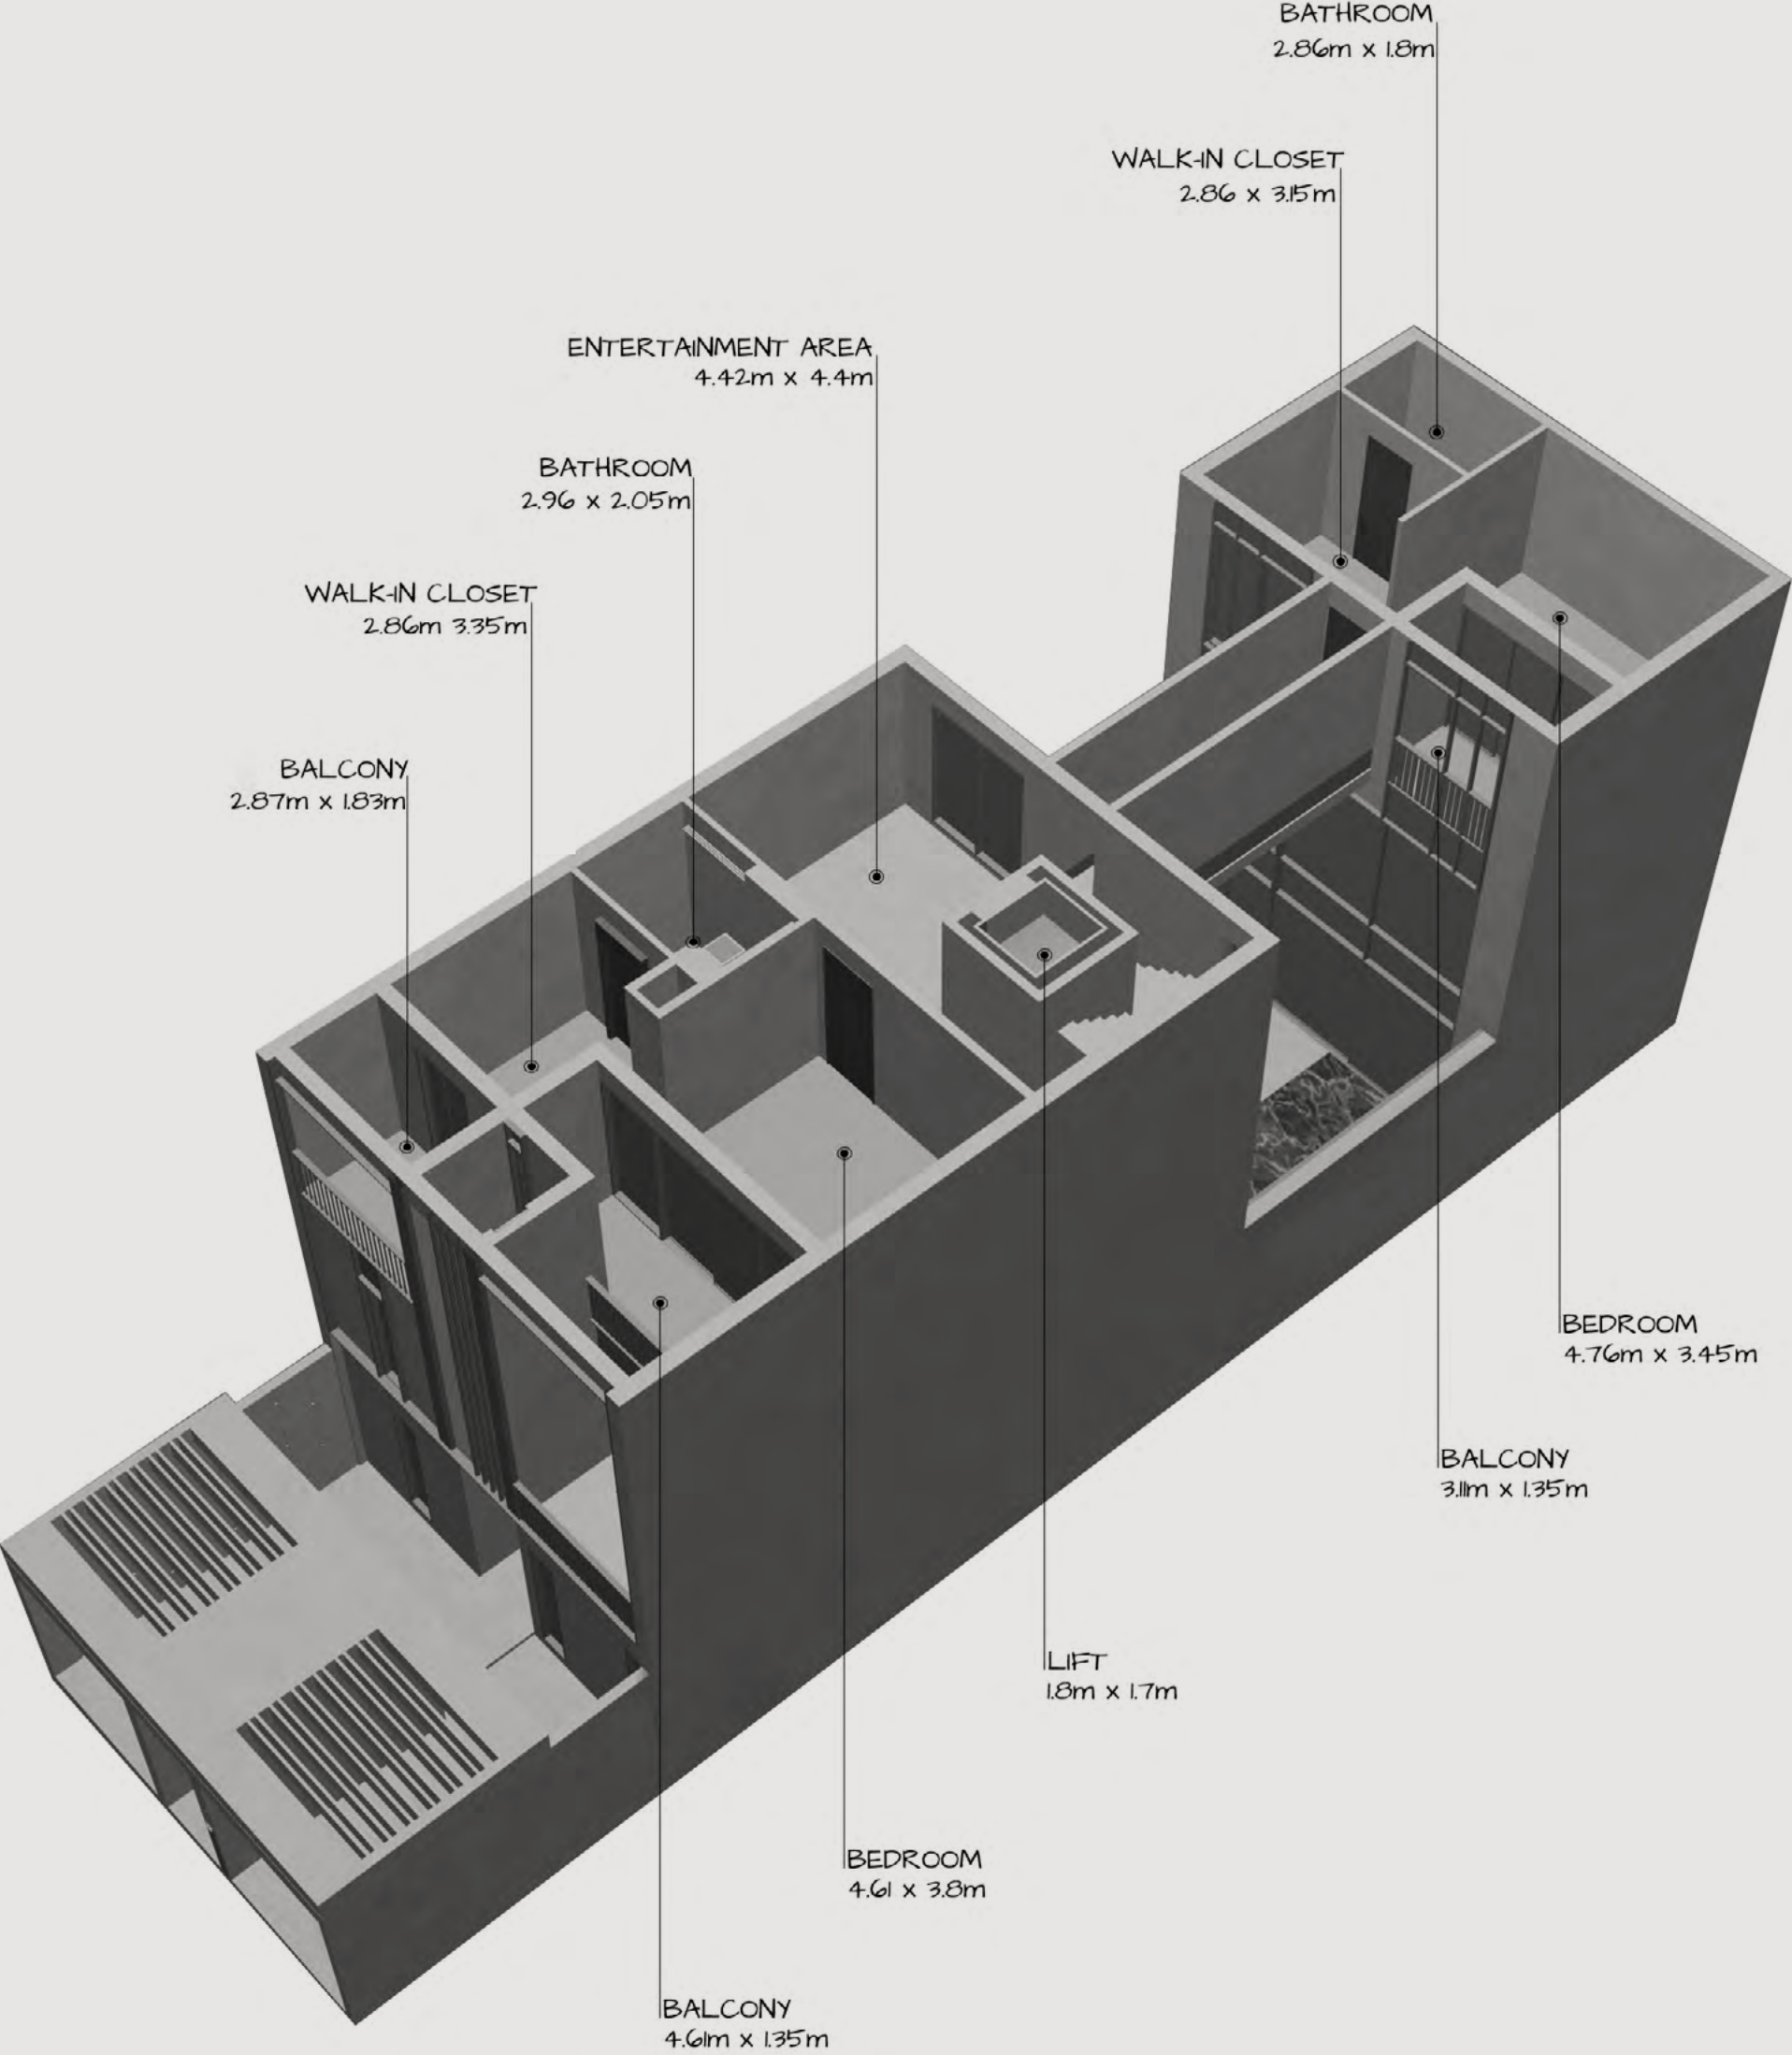 BATHROOM
2.86m x 1.8m
WALK-IN CLOSET
2.86 x 3.15m
ENTERTAINMENT AREA
4.42m x 4.4m
BATHROOM
2.96 x 2.05m
WALK-IN CLOSET
2.86m 3.35m
BALCONY
2.87m x 1.83m
BEDROOM
4.76m x 3.45m
BALCONY
3.11m x 1.35m
LIFT
1.8m x 1.7m
BEDROOM
4.61 x 3.8m
BALCONY
4.61m x 1.35m